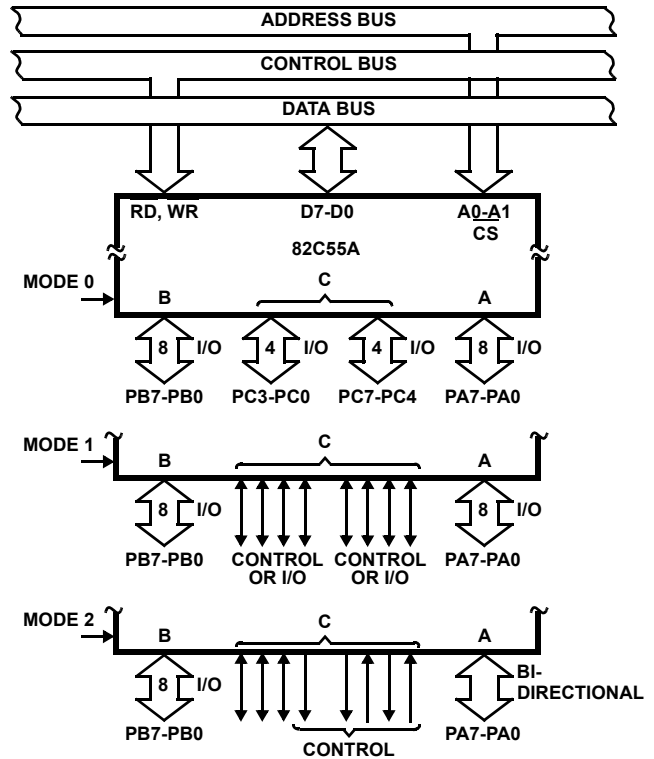 ADDRESS BUS
CONTROL BUS
DATA BUS
RD, WR D7-D0 A0-A1
CS
82C55A
MODE 0
B C A
8 I/O 4 I/O 4 I/O 8 I/O
PB7-PB0 PC3-PC0 PC7-PC4 PA7-PA0
MODE 1
B C A
8 I/O 8 I/O
PB7-PB0 CONTROL CONTROL PA7-PA0
OR I/O OR I/O
MODE 2
B C A
8 I/O BI-
DIRECTIONAL
PB7-PB0 PA7-PA0
CONTROL